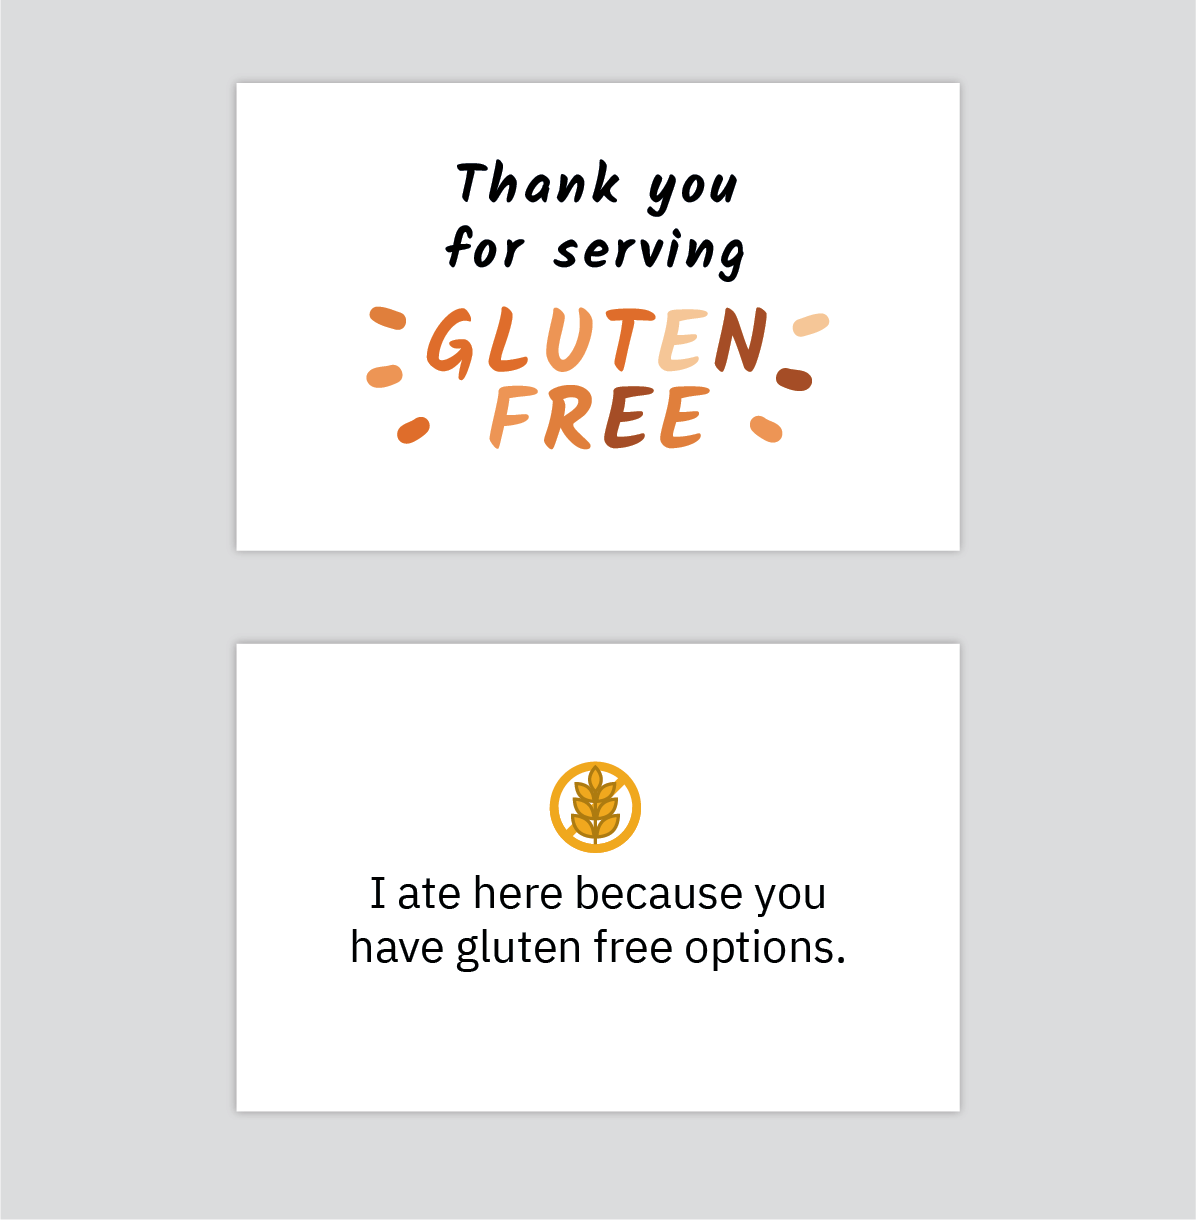 Thank you
for serving
GLUTEN
FREE
I ate here because you
have gluten free options.